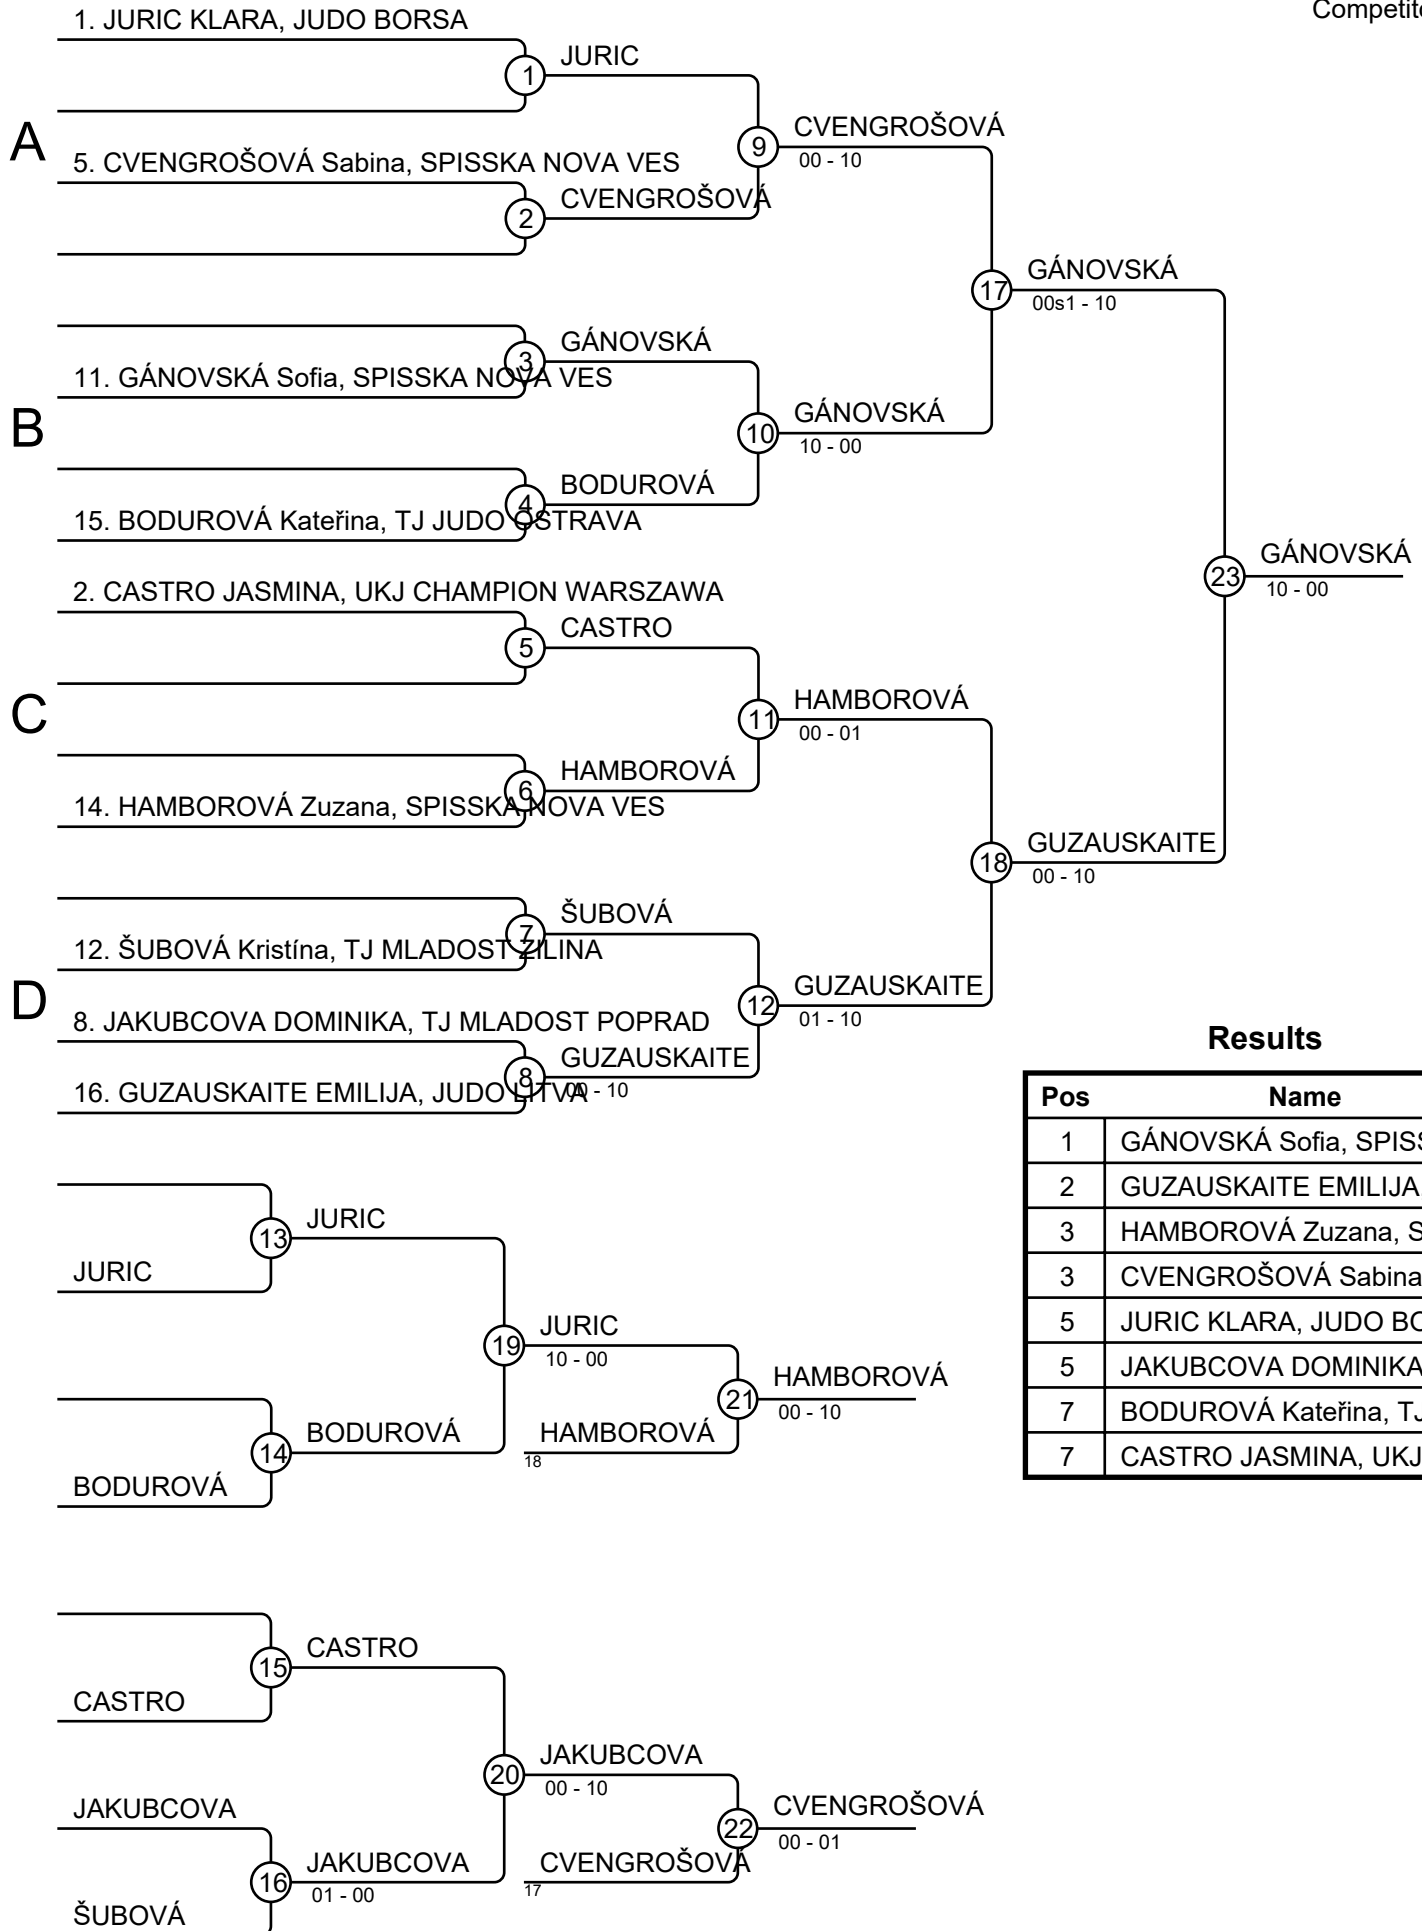 Competite
1. JURIC KLARA, JUDO BORSA
1
JURIC
A
9
CVENGROŠOVÁ
00 - 10
5. CVENGROŠOVÁ Sabina, SPISSKA NOVA VES
2
CVENGROŠOVÁ
17
GÁNOVSKÁ
00s1 - 10
3
GÁNOVSKÁ
11. GÁNOVSKÁ Sofia, SPISSKA NOVA VES
B
10
GÁNOVSKÁ
10 - 00
4
BODUROVÁ
15. BODUROVÁ Kateřina, TJ JUDO OSTRAVA
23
GÁNOVSKÁ
10 - 00
2. CASTRO JASMINA, UKJ CHAMPION WARSZAWA
5
CASTRO
C
11
HAMBOROVÁ
00 - 01
6
HAMBOROVÁ
14. HAMBOROVÁ Zuzana, SPISSKA NOVA VES
18
GUZAUSKAITE
00 - 10
7
ŠUBOVÁ
12. ŠUBOVÁ Kristína, TJ MLADOST ZILINA
D
12
GUZAUSKAITE
01 - 10
8. JAKUBCOVA DOMINIKA, TJ MLADOST POPRAD
8
GUZAUSKAITE
00 - 10
16. GUZAUSKAITE EMILIJA, JUDO LITVA
Results
Pos Name
1 GÁNOVSKÁ Sofia, SPISS
2 GUZAUSKAITE EMILIJA
3 HAMBOROVÁ Zuzana, S
3 CVENGROŠOVÁ Sabina
5 JURIC KLARA, JUDO BO
5 JAKUBCOVA DOMINIKA
7 BODUROVÁ Kateřina, TJ
7 CASTRO JASMINA, UKJ
13
JURIC
JURIC
19
JURIC
10 - 00
21
HAMBOROVÁ
00 - 10
14
BODUROVÁ
HAMBOROVÁ
18
BODUROVÁ
15
CASTRO
CASTRO
20
JAKUBCOVA
00 - 10
JAKUBCOVA
22
CVENGROŠOVÁ
00 - 01
16
JAKUBCOVA
01 - 00
CVENGROŠOVÁ
17
ŠUBOVÁ